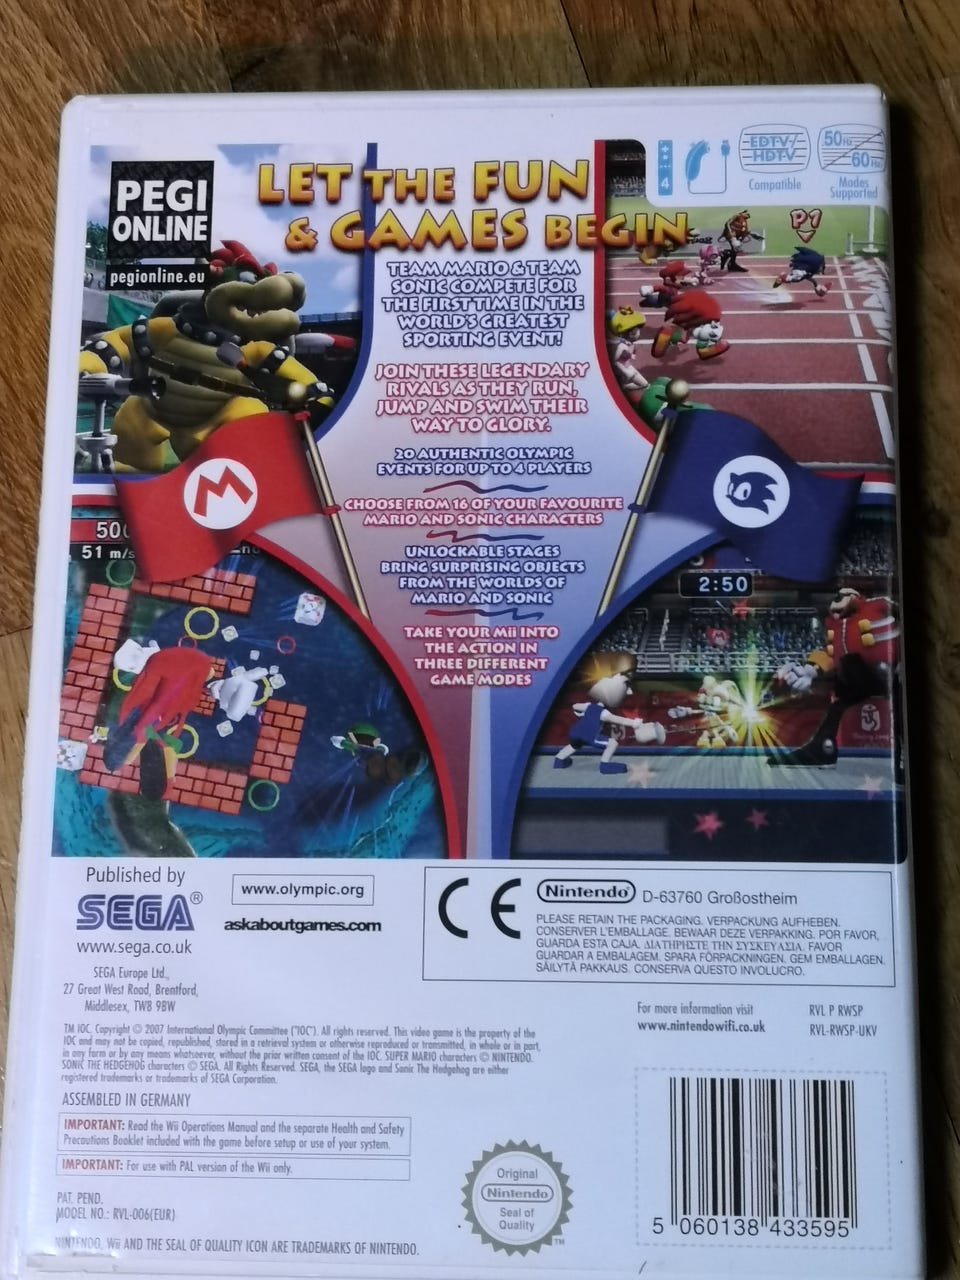 PEGI
ONLINE
pegionline.eu
LET THE FUN
& GAMES BEGIN
4
EDTV/
HDTV
Compatible
50Hz
60Hz
Modes
Supported
P1
TEAM MARIO & TEAM
SONIC COMPETE FOR
THE FIRST TIME IN THE
WORLD'S GREATEST
SPORTING EVENT!
JOIN THESE LEGENDARY
RIVALS AS THEY RUN,
JUMP AND SWIM THEIR
WAY TO GLORY.
20 AUTHENTIC OLYMPIC
EVENTS FOR UP TO 4 PLAYERS
CHOOSE FROM 16 OF YOUR FAVOURITE
MARIO AND SONIC CHARACTERS
UNLOCKABLE STAGES
BRING SURPRISING OBJECTS
FROM THE WORLDS OF
MARIO AND SONIC
TAKE YOUR Mii INTO
THE ACTION IN
THREE DIFFERENT
GAME MODES
M
500
51 m/s
2:50
Published by
SEGA®
www.sega.co.uk
SEGA Europe Ltd.,
27 Great West Road, Brentford,
Middlesex, TW8 9BW
www.olympic.org
askaboutgames.com
CE
Nintendo®
D-63760 Großostheim
PLEASE RETAIN THE PACKAGING. VERPACKUNG AUFHEBEN.
CONSERVER L'EMBALLAGE. BEWAAR DEZE VERPAKKING. POR FAVOR,
GUARDA ESTA CAJA. ΔΙΑΤΗΡΗΣΤΕ ΤΗΝ ΣΥΣΚΕΥΑΣΙΑ. FAVOR
GUARDAR A EMBALAGEM. SPARA FÖRPACKNINGEN. GEM EMBALLAGEN.
SÄILYTÄ PAKKAUS. CONSERVA QUESTO INVOLUCRO.
For more information visit
www.nintendowifi.co.uk
RVL P RWSP
RVL-RWSP-UKV
TM IOC, Copyright © 2007 International Olympic Committee ("IOC"). All rights reserved. This video game is the property of the
IOC and may not be copied, republished, stored in a retrieval system or otherwise reproduced or transmitted, in whole or in part,
in any form or by any means whatsoever, without the prior written consent of the IOC. SUPER MARIO characters © NINTENDO.
SONIC THE HEDGEHOG characters © SEGA. All Rights Reserved. SEGA, the SEGA logo and Sonic The Hedgehog are either
registered trademarks or trademarks of SEGA Corporation.
ASSEMBLED IN GERMANY
IMPORTANT: Read the Wii Operations Manual and the separate Health and Safety
Precautions Booklet included with the game before setup or use of your system.
IMPORTANT: For use with PAL version of the Wii only.
PAT. PEND.
MODEL NO.: RVL-006(EUR)
NINTENDO, Wii AND THE SEAL OF QUALITY ICON ARE TRADEMARKS OF NINTENDO.
Original
Nintendo
Seal of
Quality
TM
5 060138 433595